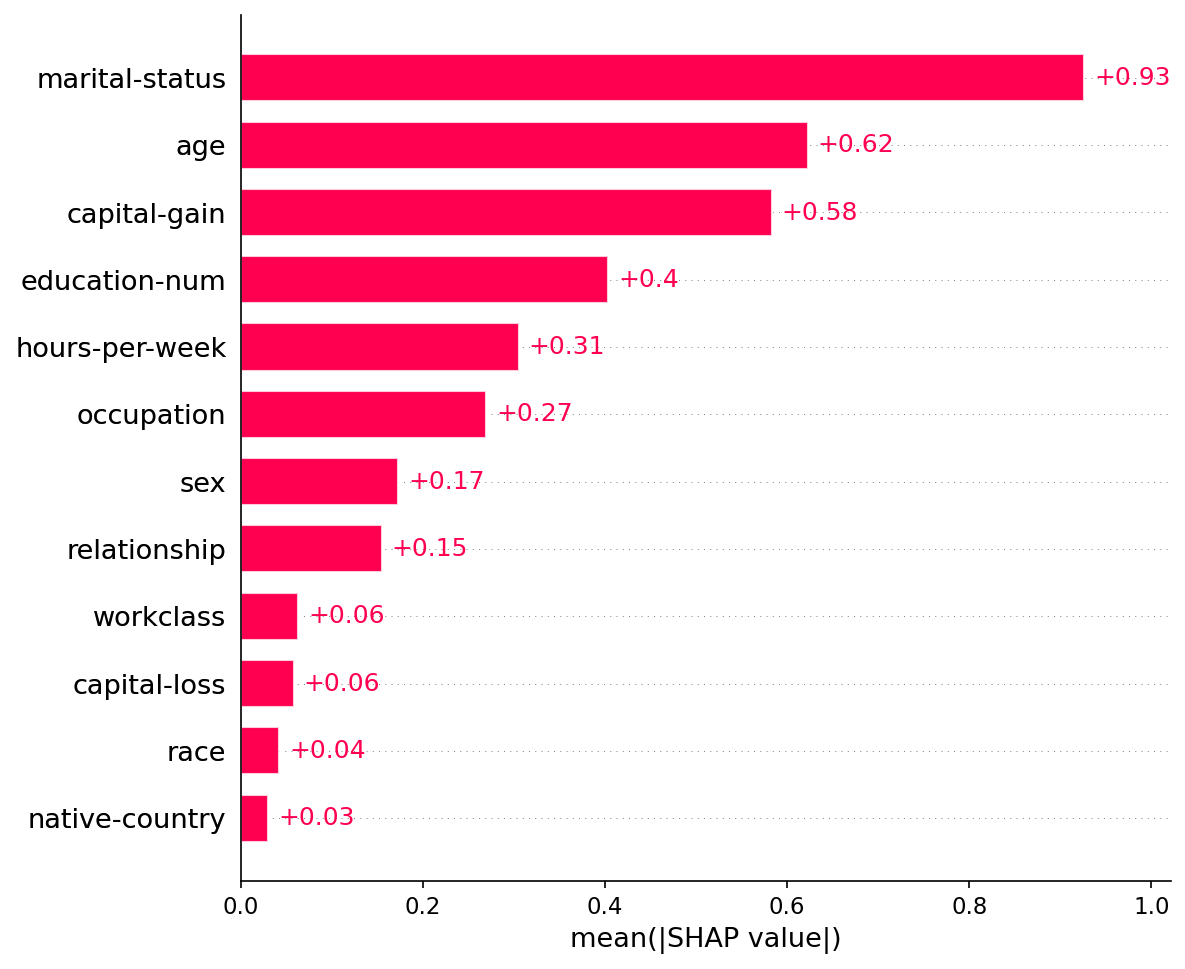 marital-status +0.93
age +0.62
capital-gain +0.58
education-num +0.4
hours-per-week +0.31
occupation +0.27
sex +0.17
relationship +0.15
workclass +0.06
capital-loss +0.06
race +0.04
native-country +0.03
0.0 0.2 0.4 0.6 0.8 1.0
mean(|SHAP value|)